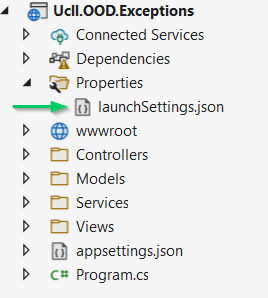 Ucll.OOD.Exceptions
Connected Services
Dependencies
Properties
launchSettings.json
wwwroot
Controllers
Models
Services
Views
appsettings.json
C# Program.cs